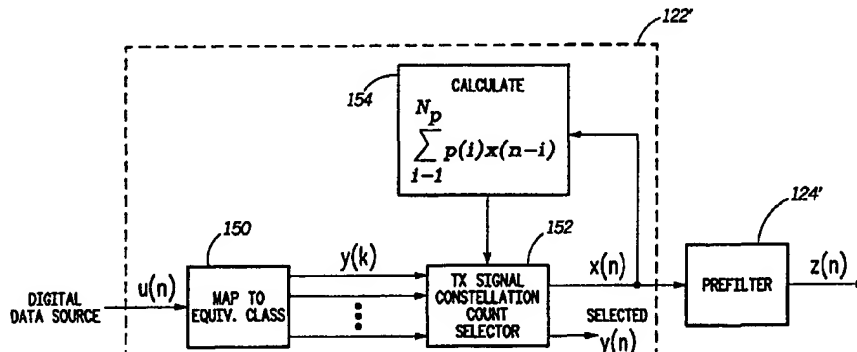 122'
154
CALCULATE
N_p
∑ p(i)x(n-i)
i-1
150
152
124'
y(k)
x(n)
z(n)
DIGITAL
DATA SOURCE
u(n)
MAP TO
EQUIV. CLASS
TX SIGNAL
CONSTELLATION
COUNT
SELECTOR
PREFILTER
SELECTED
y(n)